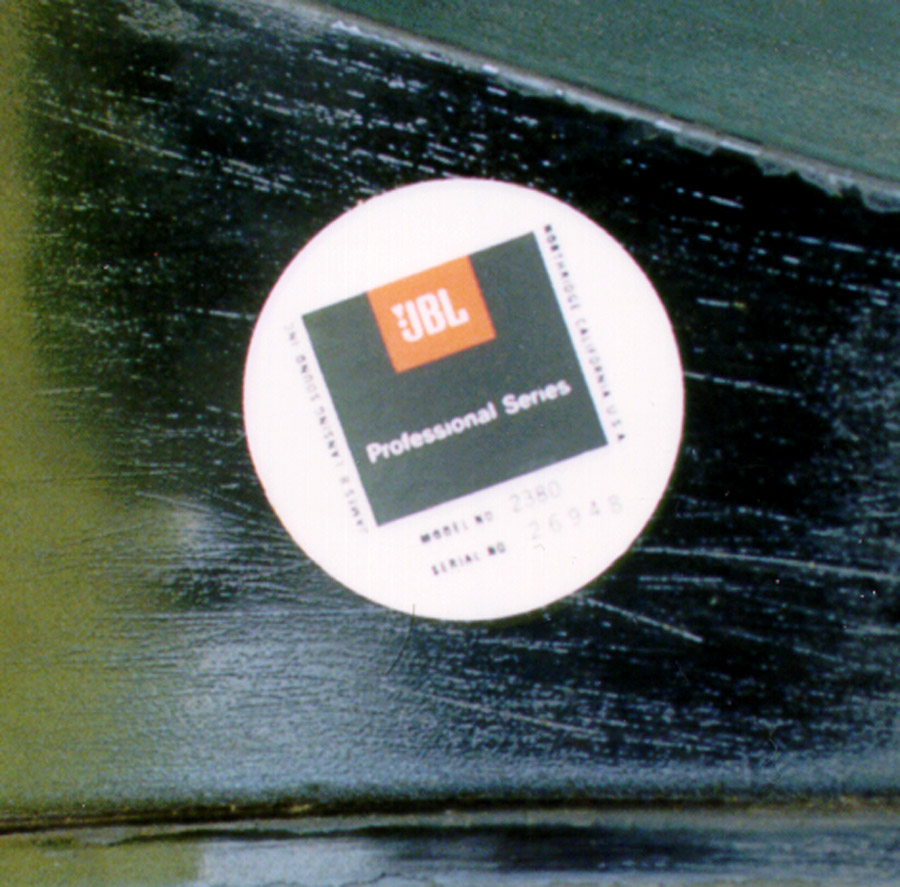 JAMES B LANSING SOUND INC
JBL
Professional Series
NORTHRIDGE CALIFORNIA U.S.A
MODEL NO. 2380
SERIAL NO. 26948